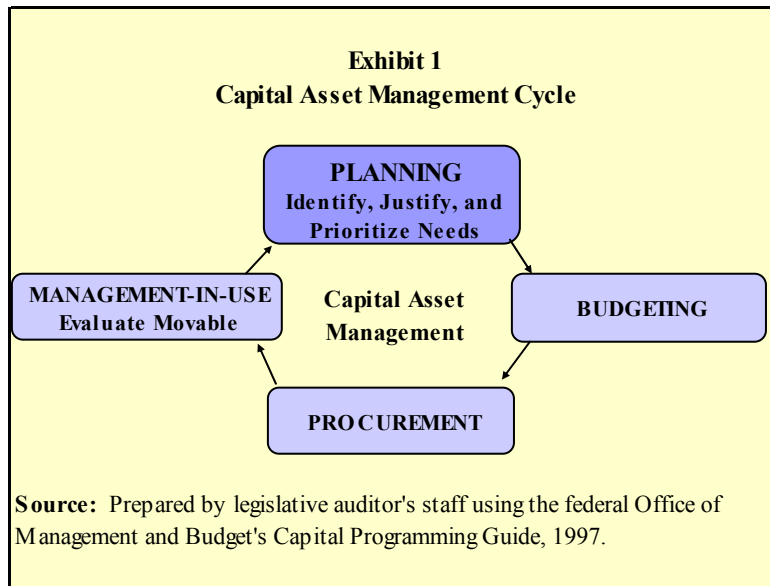 Exhibit 1
Capital Asset Management Cycle
PLANNING
Identify, Justify, and
Prioritize Needs
MANAGEMENT-IN-USE
Evaluate Movable
Capital Asset
Management
BUDGETING
PROCUREMENT
Source: Prepared by legislative auditor's staff using the federal Office of
Management and Budget's Capital Programming Guide, 1997.